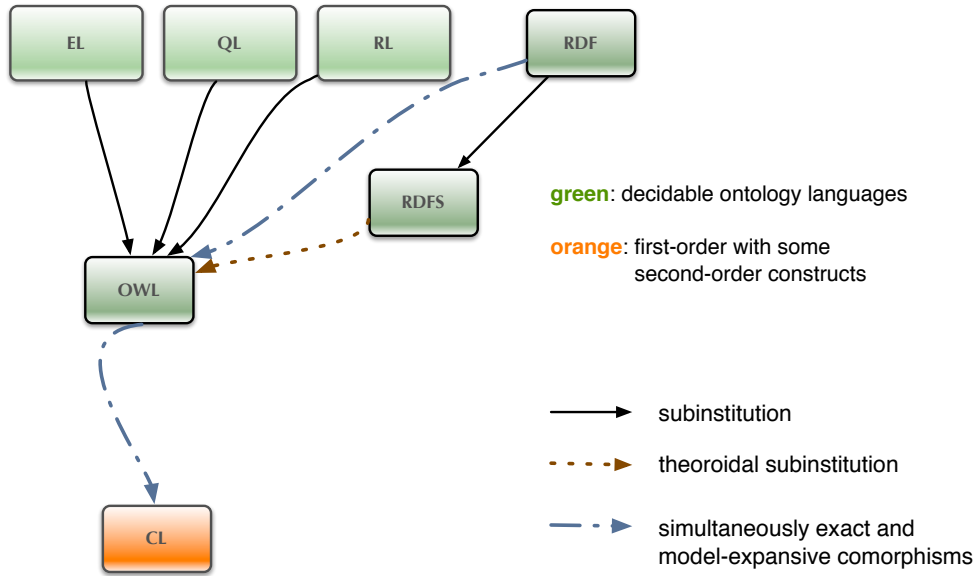 EL
QL
RL
RDF
RDFS
green: decidable ontology languages
orange: first-order with some
second-order constructs
OWL
subinstitution
theoroidal subinstitution
simultaneously exact and
model-expansive comorphisms
CL